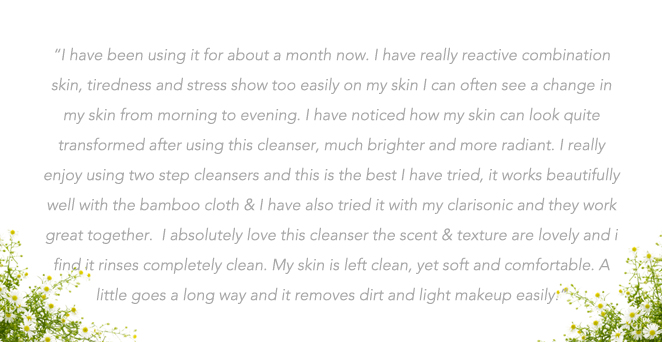 “I have been using it for about a month now. I have really reactive combination
skin, tiredness and stress show too easily on my skin I can often see a change in
my skin from morning to evening. I have noticed how my skin can look quite
transformed after using this cleanser, much brighter and more radiant. I really
enjoy using two step cleansers and this is the best I have tried, it works beautifully
well with the bamboo cloth & I have also tried it with my clarisonic and they work
great together.  I absolutely love this cleanser the scent & texture are lovely and i
find it rinses completely clean. My skin is left clean, yet soft and comfortable. A
little goes a long way and it removes dirt and light makeup easily.”